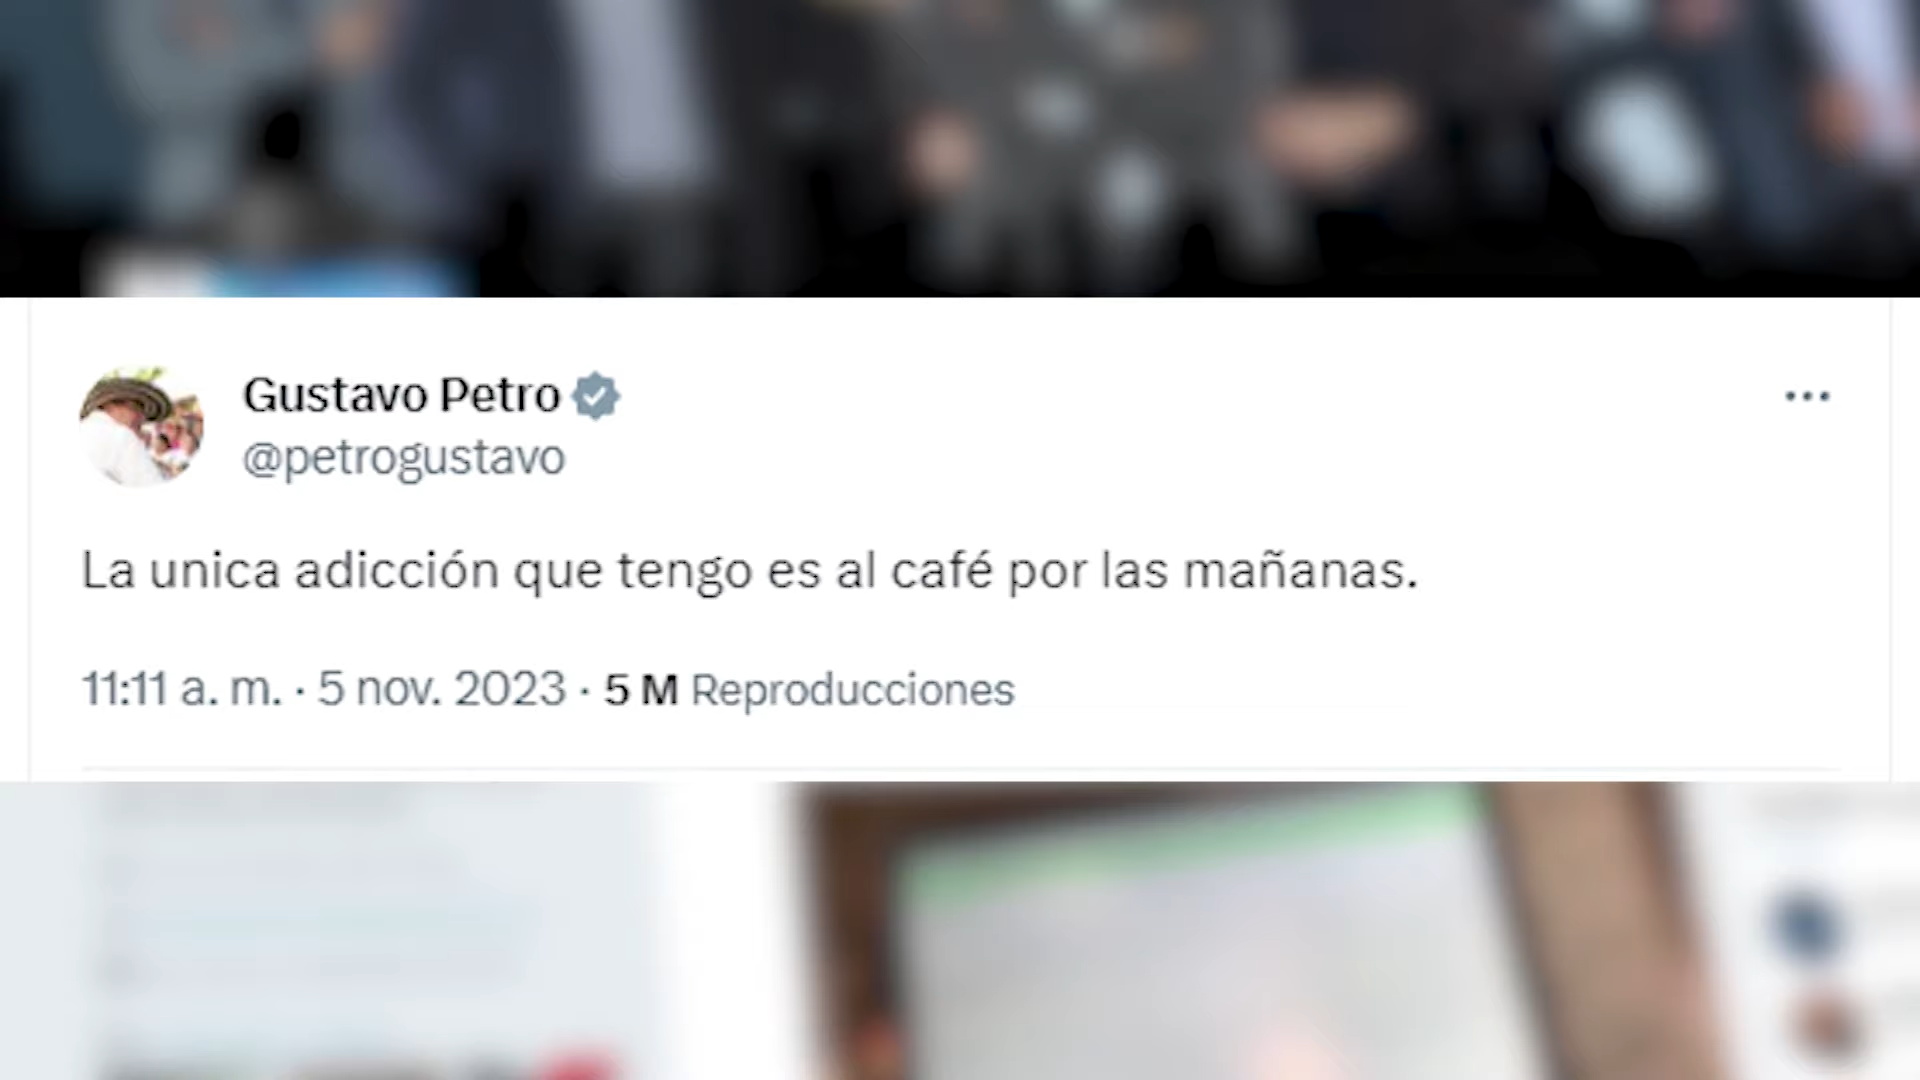 Gustavo Petro
@petrogustavo
La unica adicción que tengo es al café por las mañanas.
11:11 a. m. · 5 nov. 2023 · 5 M Reproducciones